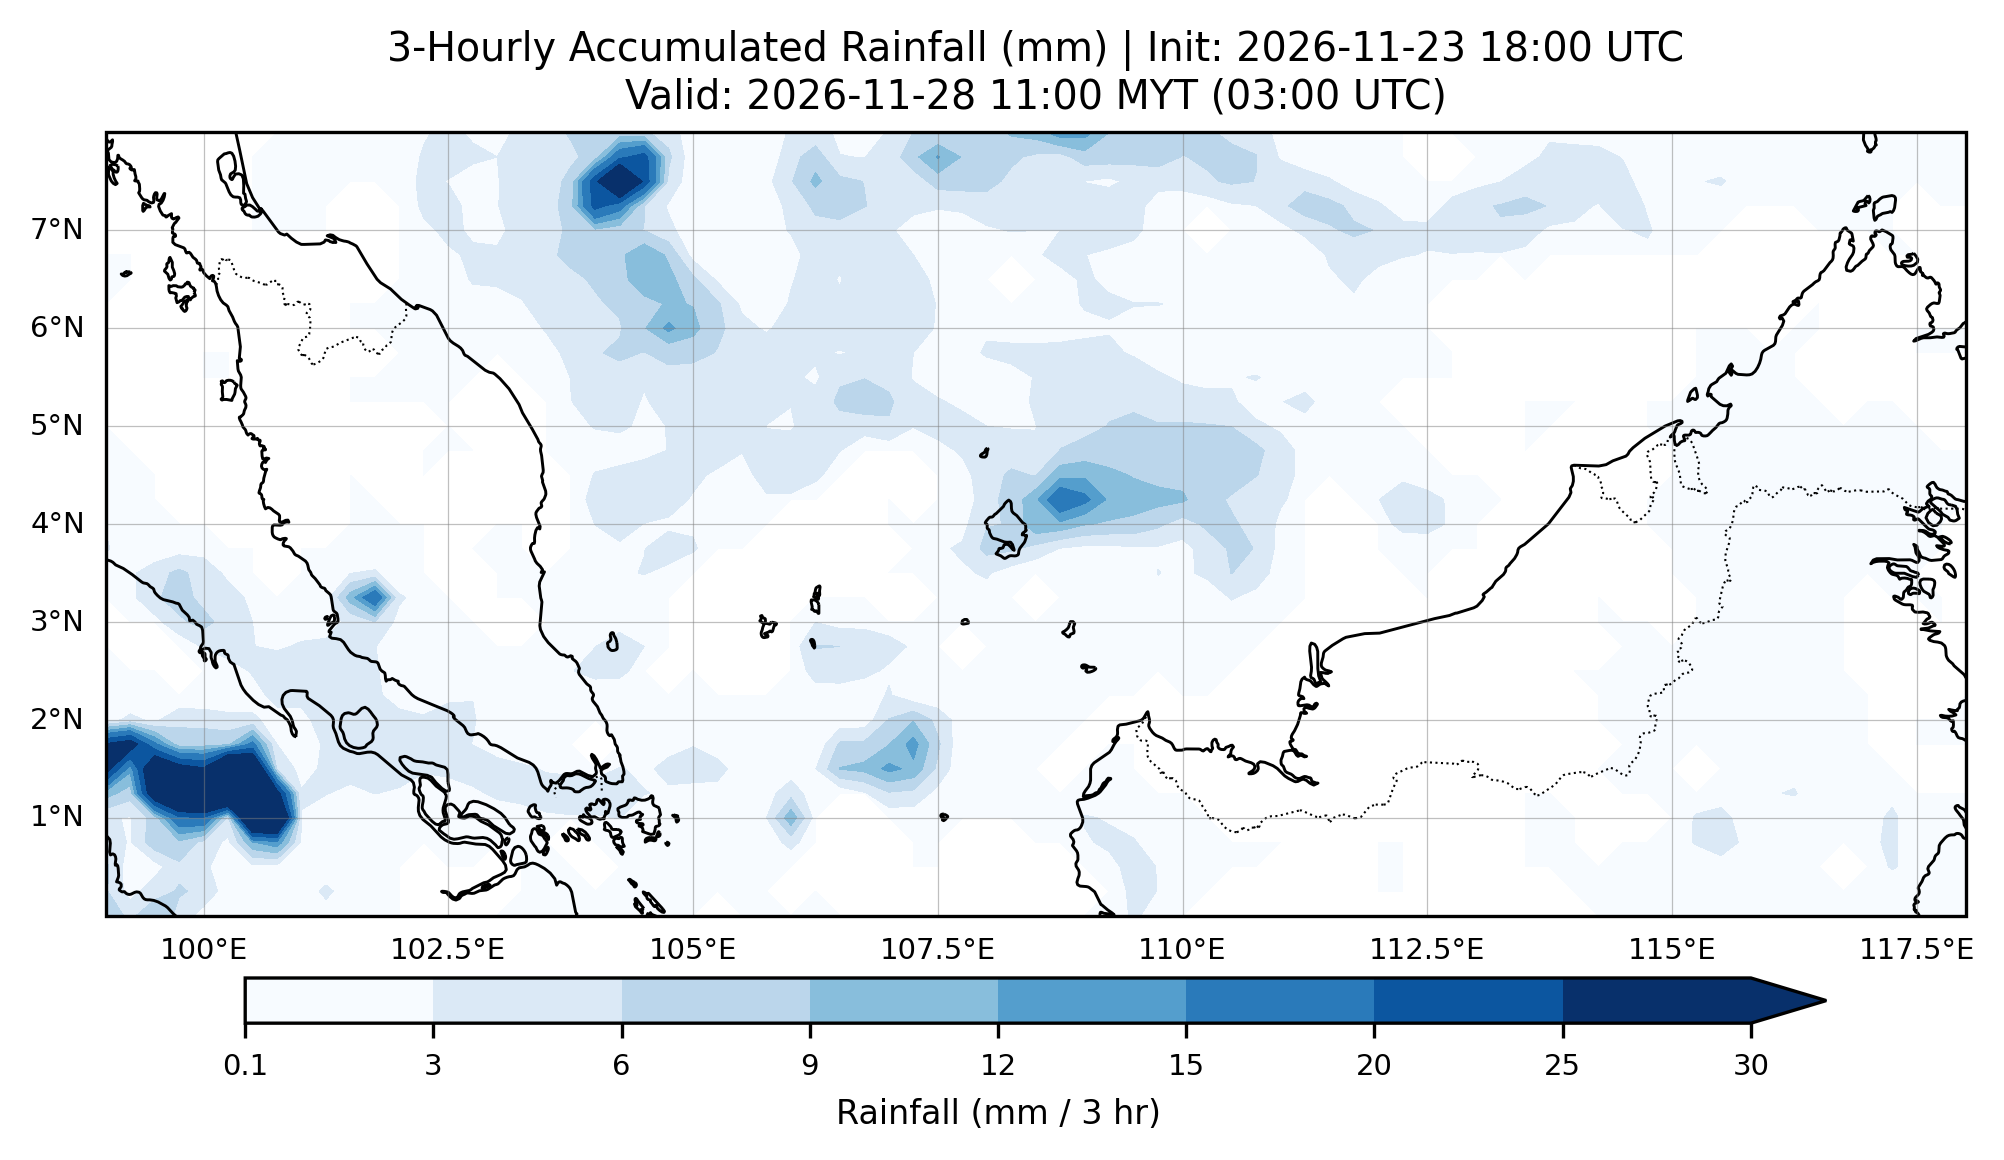 3-Hourly Accumulated Rainfall (mm) | Init: 2026-11-23 18:00 UTC
Valid: 2026-11-28 11:00 MYT (03:00 UTC)
7°N
6°N
5°N
4°N
3°N
2°N
1°N
100°E 102.5°E 105°E 107.5°E 110°E 112.5°E 115°E 117.5°E
0.1 3 6 9 12 15 20 25 30
Rainfall (mm / 3 hr)